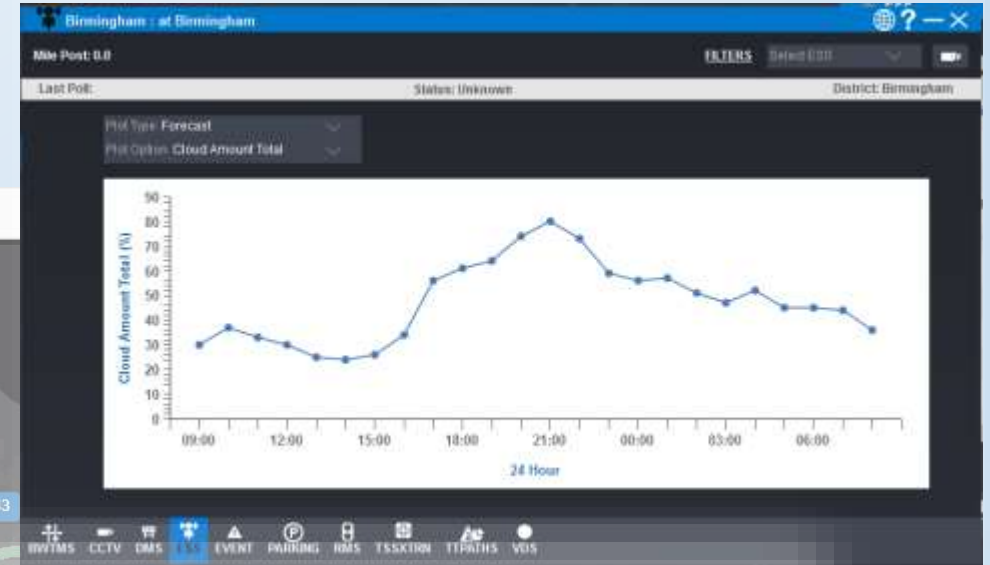 Birmingham : at Birmingham
?
Mile Post: 0.0
FILTERS
Select ESS
Last Poll:
Status: Unknown
District: Birmingham
Plot Type: Forecast
Plot Option: Cloud Amount Total
Cloud Amount Total (%)
90
80
70
60
50
40
30
20
10
0
09:00 12:00 15:00 18:00 21:00 00:00 03:00 06:00
24 Hour
CCTV DMS ESS EVENT PARKING RMS TSSXTRN TTPATHS VDS